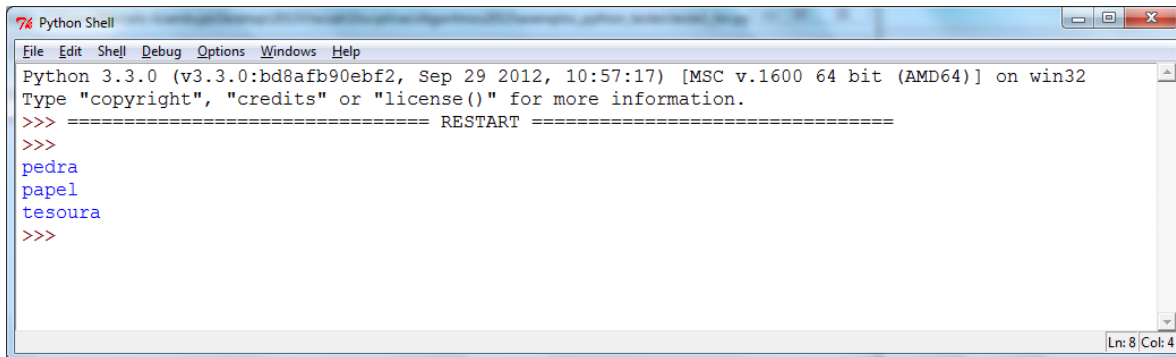 Python Shell
File Edit Shell Debug Options Windows Help
Python 3.3.0 (v3.3.0:bd8afb90ebf2, Sep 29 2012, 10:57:17) [MSC v.1600 64 bit (AMD64)] on win32
Type "copyright", "credits" or "license()" for more information.
>>> ================================ RESTART ================================
>>>
pedra
papel
tesoura
>>>
Ln: 8 Col: 4